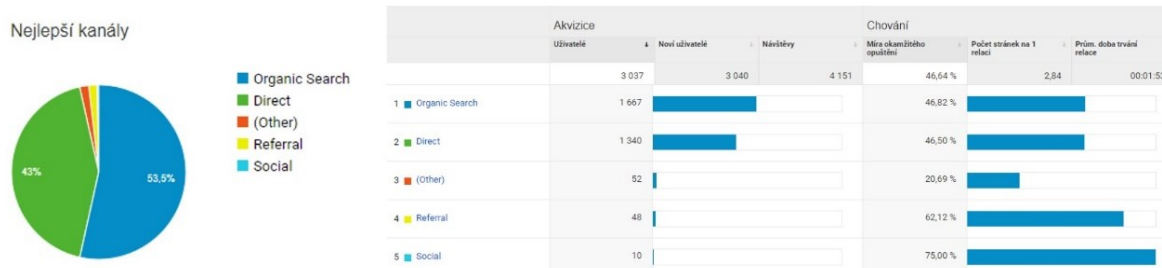 Nejlepší kanály
Organic Search
Direct
(Other)
Referral
Social
43%
53,5%
Akvizice Chování
Uživatelé Noví uživatelé Návštěvy Míra okamžitého opuštění Počet stránek na 1 relaci Prům. doba trvání relace
3 037 3 040 4 151 46,64 % 2,84 00:01:53
1 Organic Search 1 667 46,82 %
2 Direct 1 340 46,50 %
3 (Other) 52 20,69 %
4 Referral 48 62,12 %
5 Social 10 75,00 %